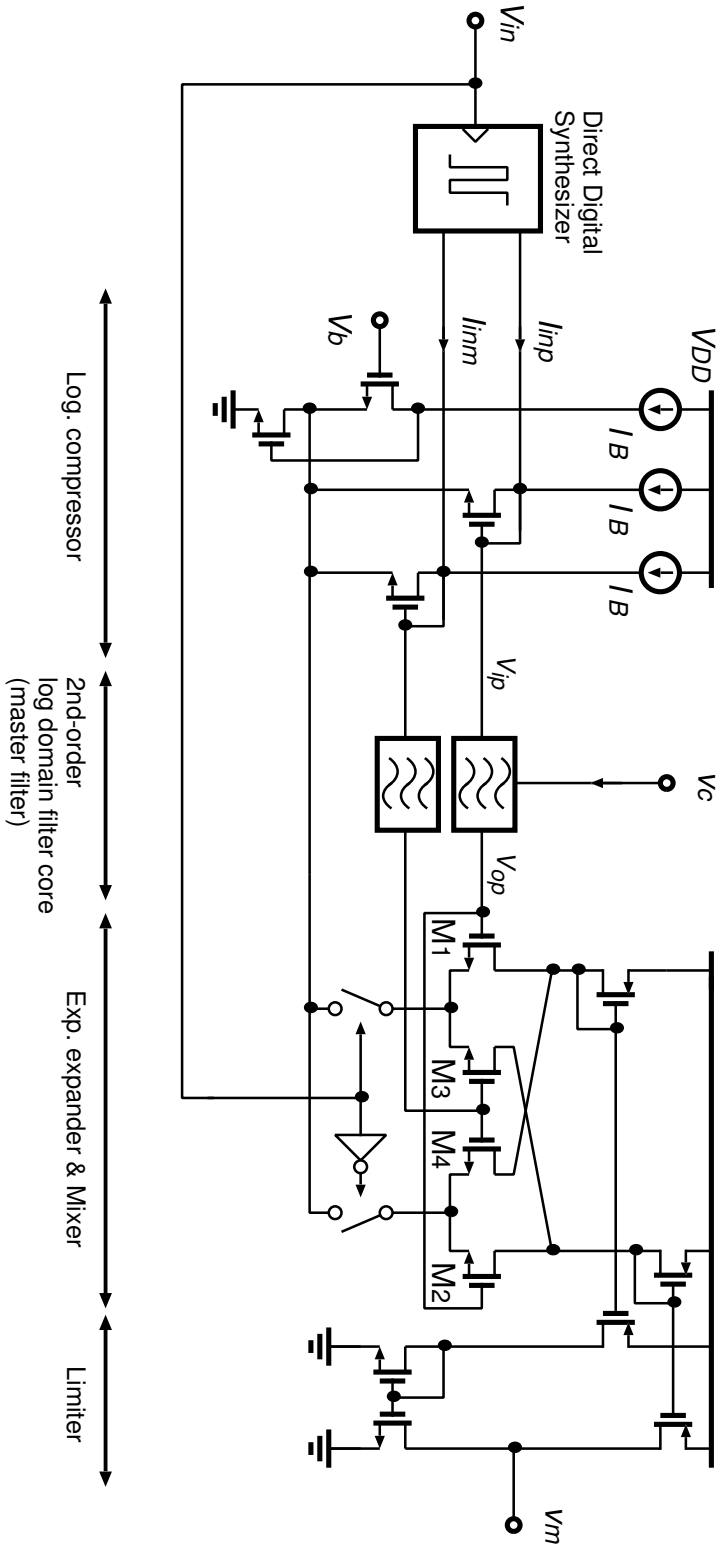 Vin
Direct Digital
Synthesizer
Iinp
Iinm
Vb
VDD
IB
IB
IB
Vip
Vc
Vop
M1
M3
M4
M2
Vm
Log. compressor
2nd-order
log domain filter core
(master filter)
Exp. expander & Mixer
Limiter